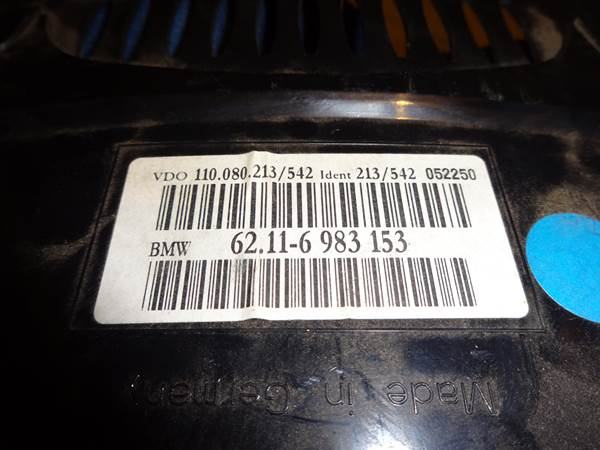 VDO 110.080.213/542 Ident 213/542 052250
BMW 62.11-6 983 153
Made in Germany